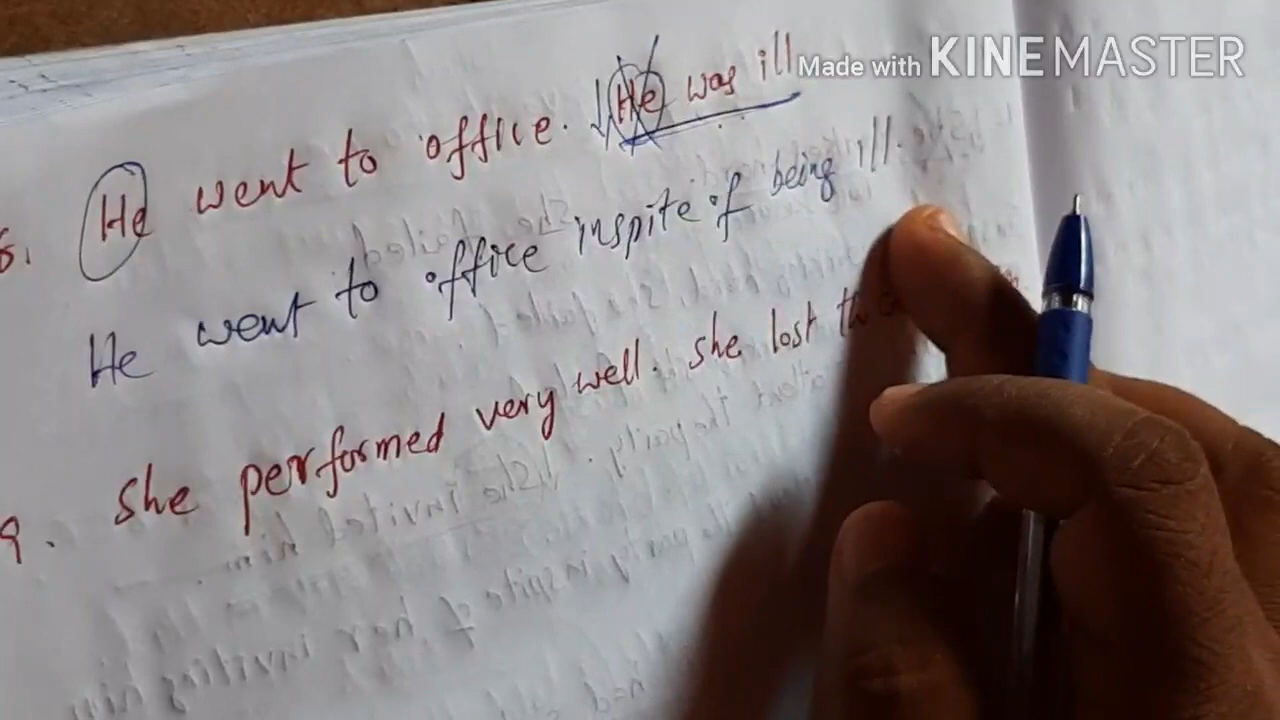 Made with KINEMASTER
8. He went to office. He was ill
He went to office inspite of being ill.
9. She performed very well. she lost